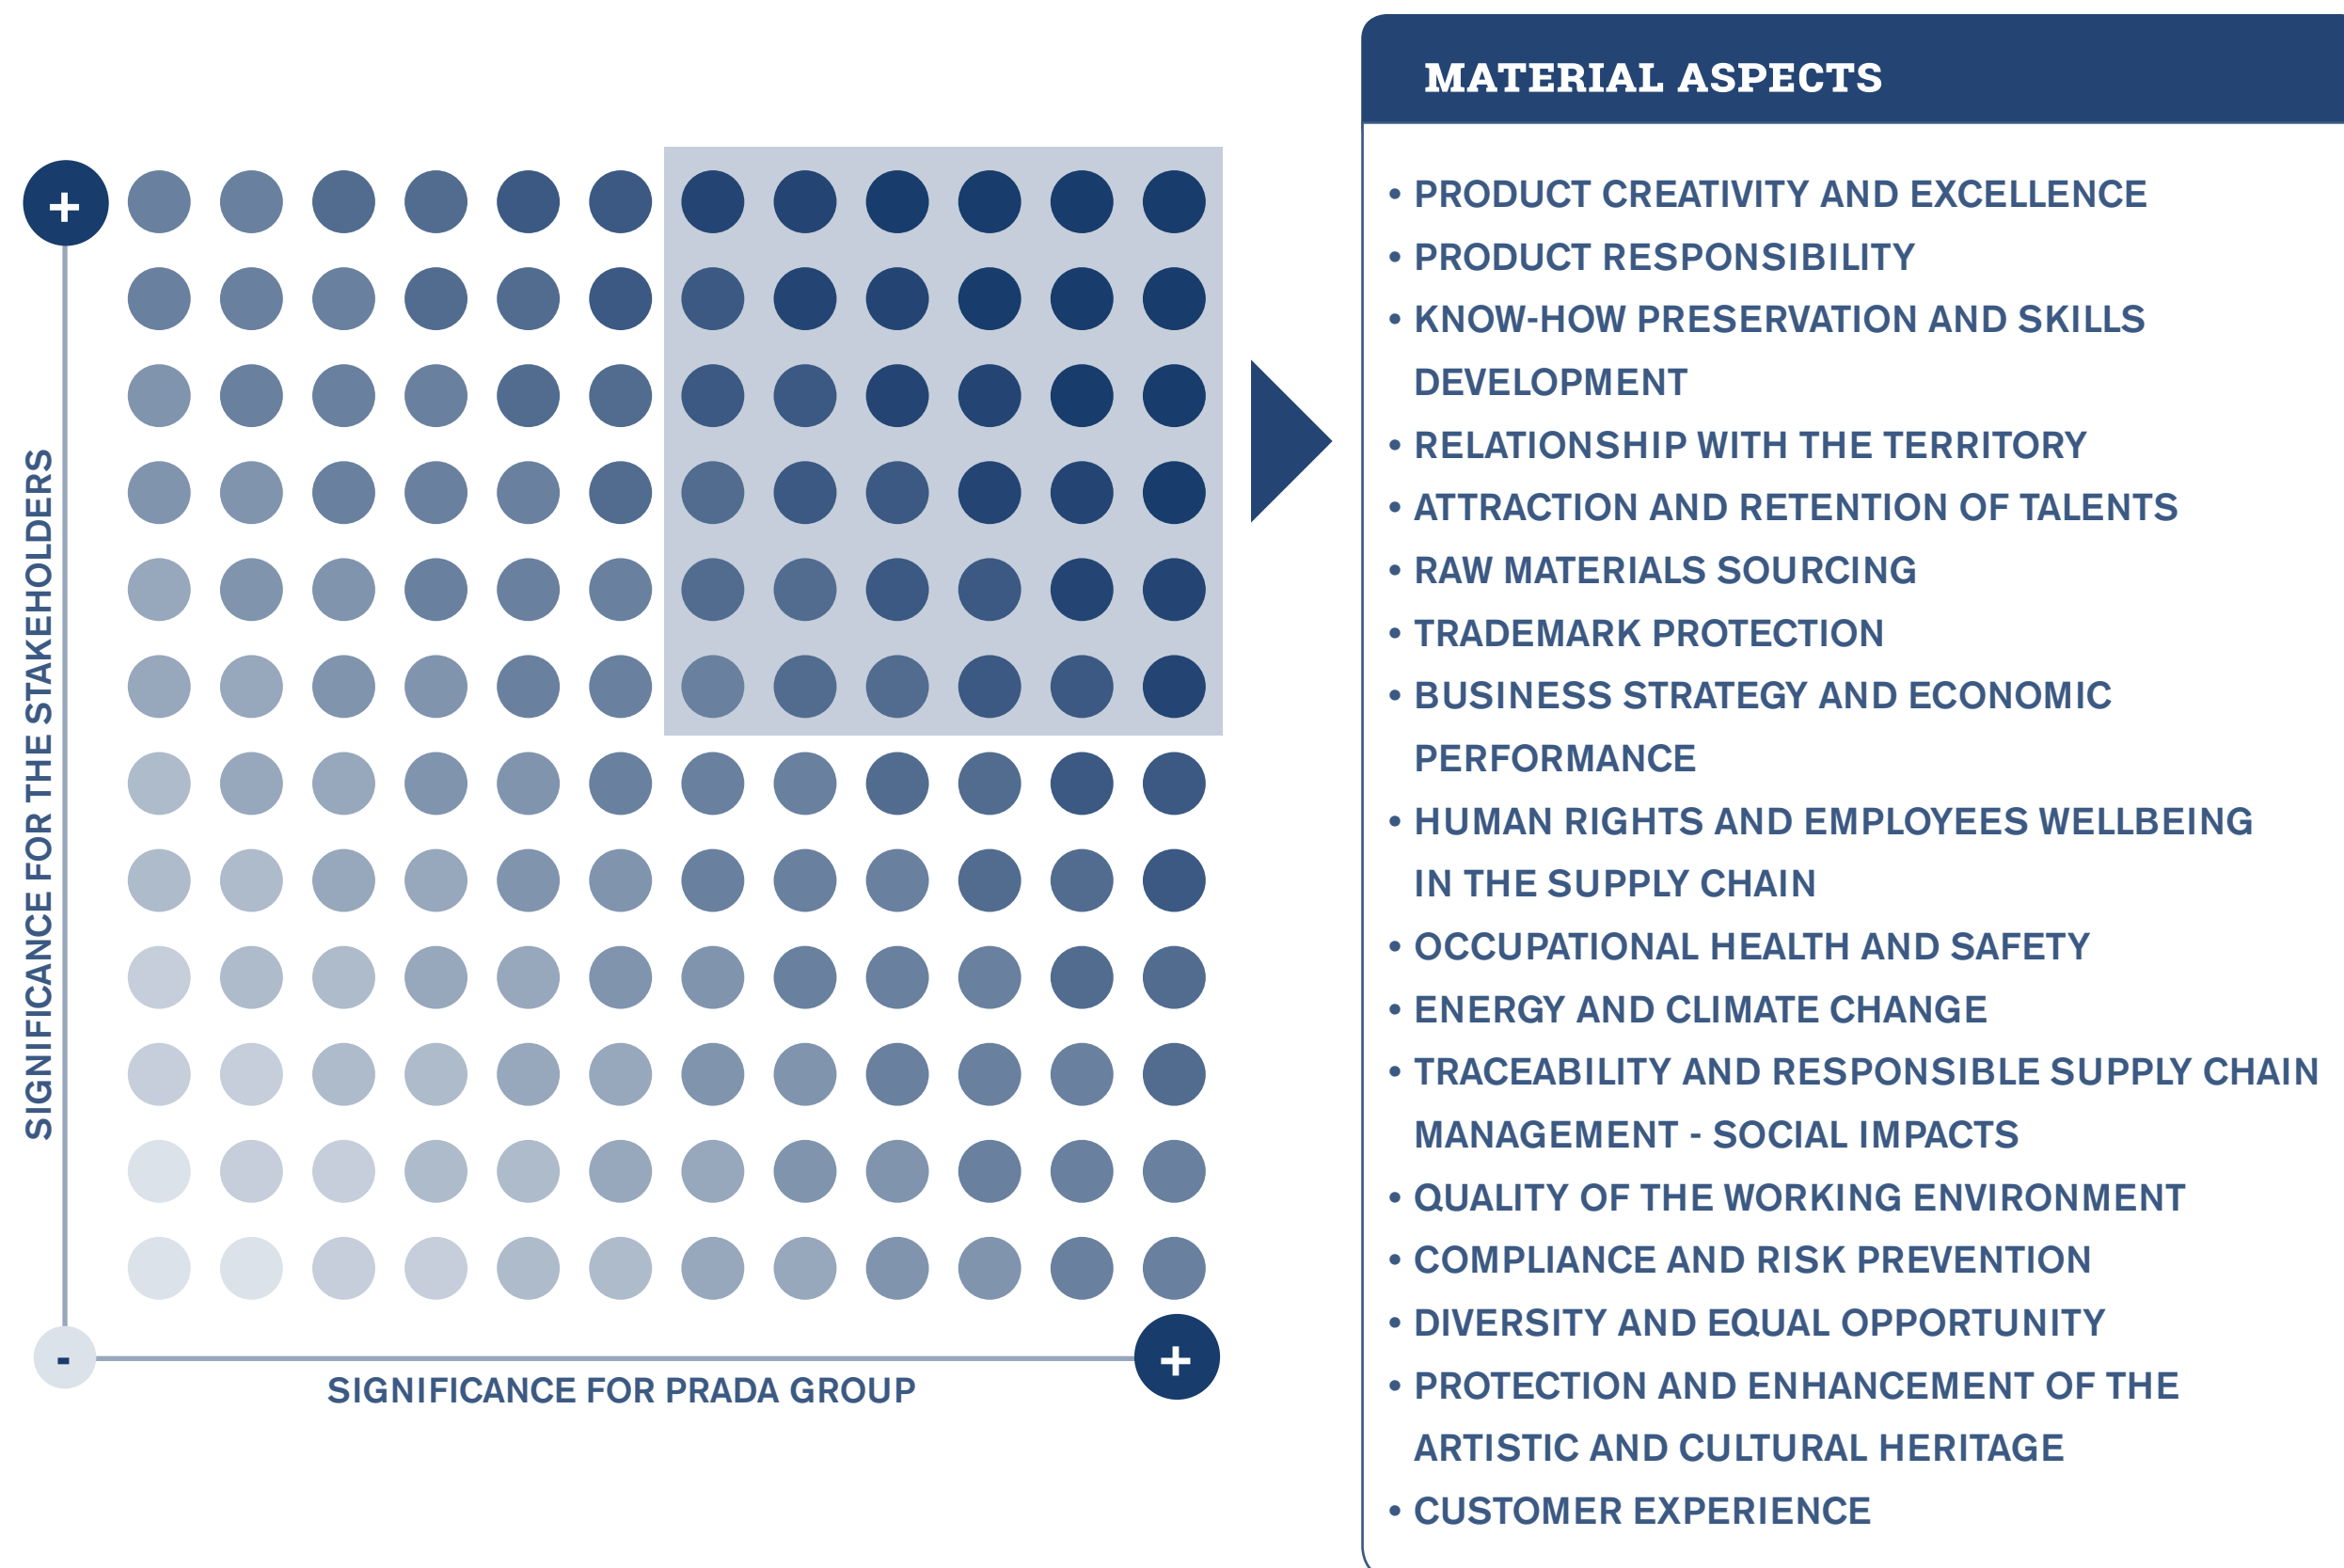 MATERIAL ASPECTS
+
SIGNIFICANCE FOR THE STAKEHOLDERS
-
+
SIGNIFICANCE FOR PRADA GROUP
• PRODUCT CREATIVITY AND EXCELLENCE
• PRODUCT RESPONSIBILITY
• KNOW-HOW PRESERVATION AND SKILLS
DEVELOPMENT
• RELATIONSHIP WITH THE TERRITORY
• ATTRACTION AND RETENTION OF TALENTS
• RAW MATERIALS SOURCING
• TRADEMARK PROTECTION
• BUSINESS STRATEGY AND ECONOMIC
PERFORMANCE
• HUMAN RIGHTS AND EMPLOYEES WELLBEING
IN THE SUPPLY CHAIN
• OCCUPATIONAL HEALTH AND SAFETY
• ENERGY AND CLIMATE CHANGE
• TRACEABILITY AND RESPONSIBLE SUPPLY CHAIN
MANAGEMENT - SOCIAL IMPACTS
• QUALITY OF THE WORKING ENVIRONMENT
• COMPLIANCE AND RISK PREVENTION
• DIVERSITY AND EQUAL OPPORTUNITY
• PROTECTION AND ENHANCEMENT OF THE
ARTISTIC AND CULTURAL HERITAGE
• CUSTOMER EXPERIENCE